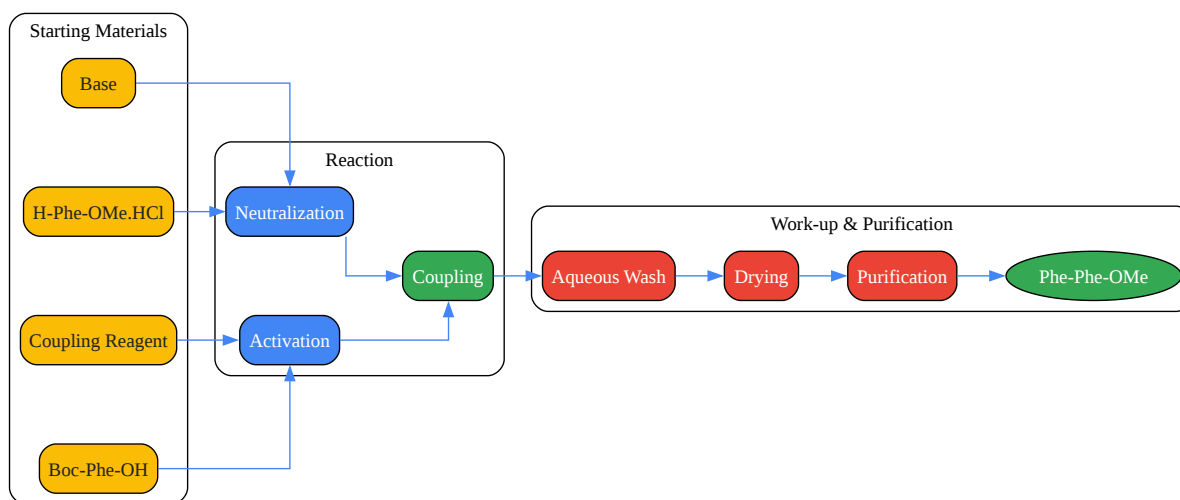 Starting Materials
Base
H-Phe-OMe.HCl
Coupling Reagent
Boc-Phe-OH
Reaction
Neutralization
Activation
Coupling
Work-up & Purification
Aqueous Wash
Drying
Purification
Phe-Phe-OMe